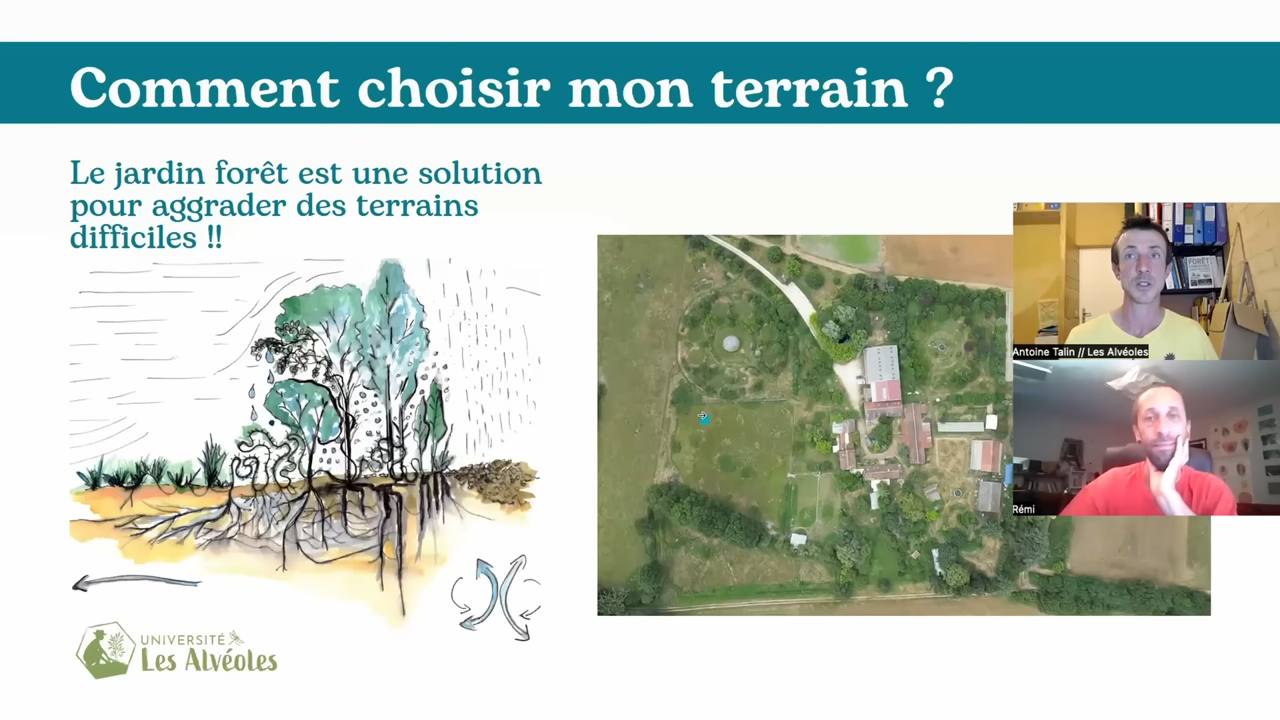 Comment choisir mon terrain ?
Le jardin forêt est une solution
pour aggrader des terrains
difficiles !!
Antoine Talin // Les Alvéoles
Rémi
UNIVERSITÉ
LES ALVÉOLES
FORÊT